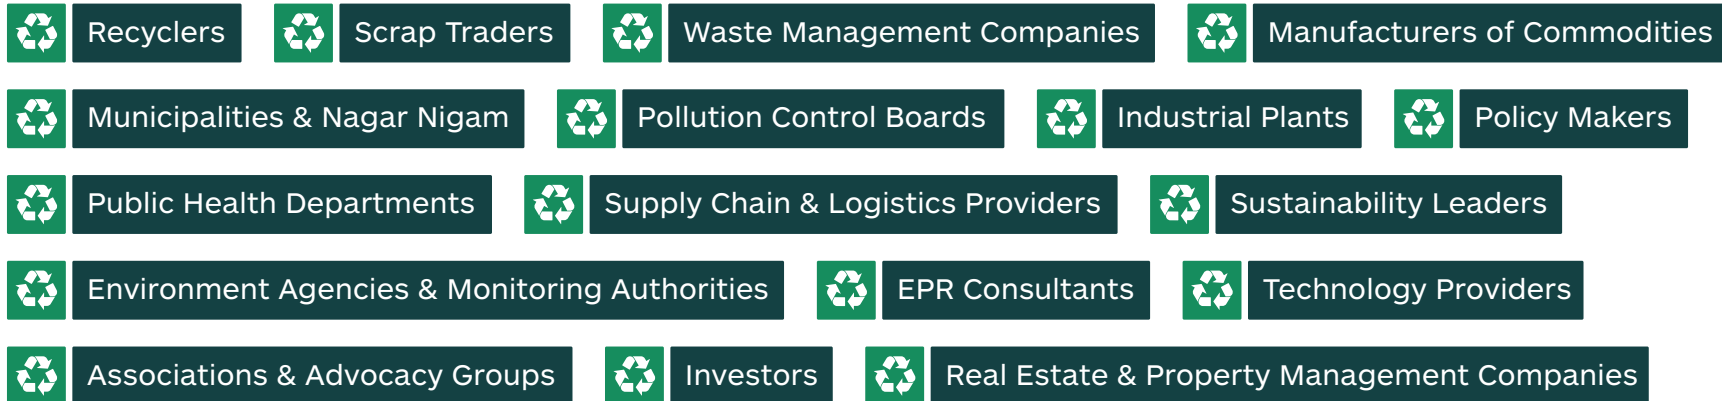 Recyclers Scrap Traders Waste Management Companies Manufacturers of Commodities
Municipalities & Nagar Nigam Pollution Control Boards Industrial Plants Policy Makers
Public Health Departments Supply Chain & Logistics Providers Sustainability Leaders
Environment Agencies & Monitoring Authorities EPR Consultants Technology Providers
Associations & Advocacy Groups Investors Real Estate & Property Management Companies